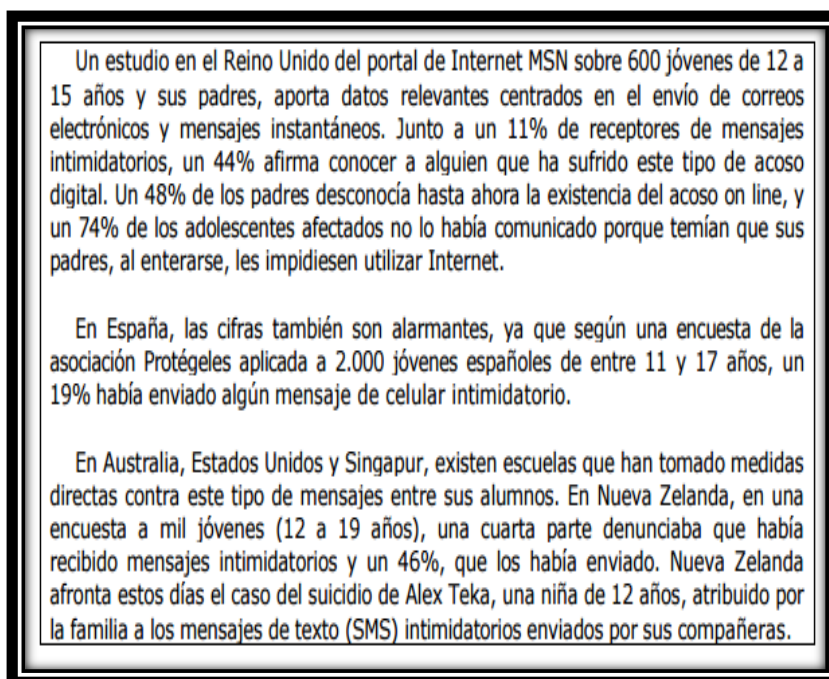 Un estudio en el Reino Unido del portal de Internet MSN sobre 600 jóvenes de 12 a
15 años y sus padres, aporta datos relevantes centrados en el envío de correos
electrónicos y mensajes instantáneos. Junto a un 11% de receptores de mensajes
intimidatorios, un 44% afirma conocer a alguien que ha sufrido este tipo de acoso
digital. Un 48% de los padres desconocía hasta ahora la existencia del acoso on line, y
un 74% de los adolescentes afectados no lo había comunicado porque temían que sus
padres, al enterarse, les impidiesen utilizar Internet.
En España, las cifras también son alarmantes, ya que según una encuesta de la
asociación Protégeles aplicada a 2.000 jóvenes españoles de entre 11 y 17 años, un
19% había enviado algún mensaje de celular intimidatorio.
En Australia, Estados Unidos y Singapur, existen escuelas que han tomado medidas
directas contra este tipo de mensajes entre sus alumnos. En Nueva Zelanda, en una
encuesta a mil jóvenes (12 a 19 años), una cuarta parte denunciaba que había
recibido mensajes intimidatorios y un 46%, que los había enviado. Nueva Zelanda
afronta estos días el caso del suicidio de Alex Teka, una niña de 12 años, atribuido por
la familia a los mensajes de texto (SMS) intimidatorios enviados por sus compañeras.